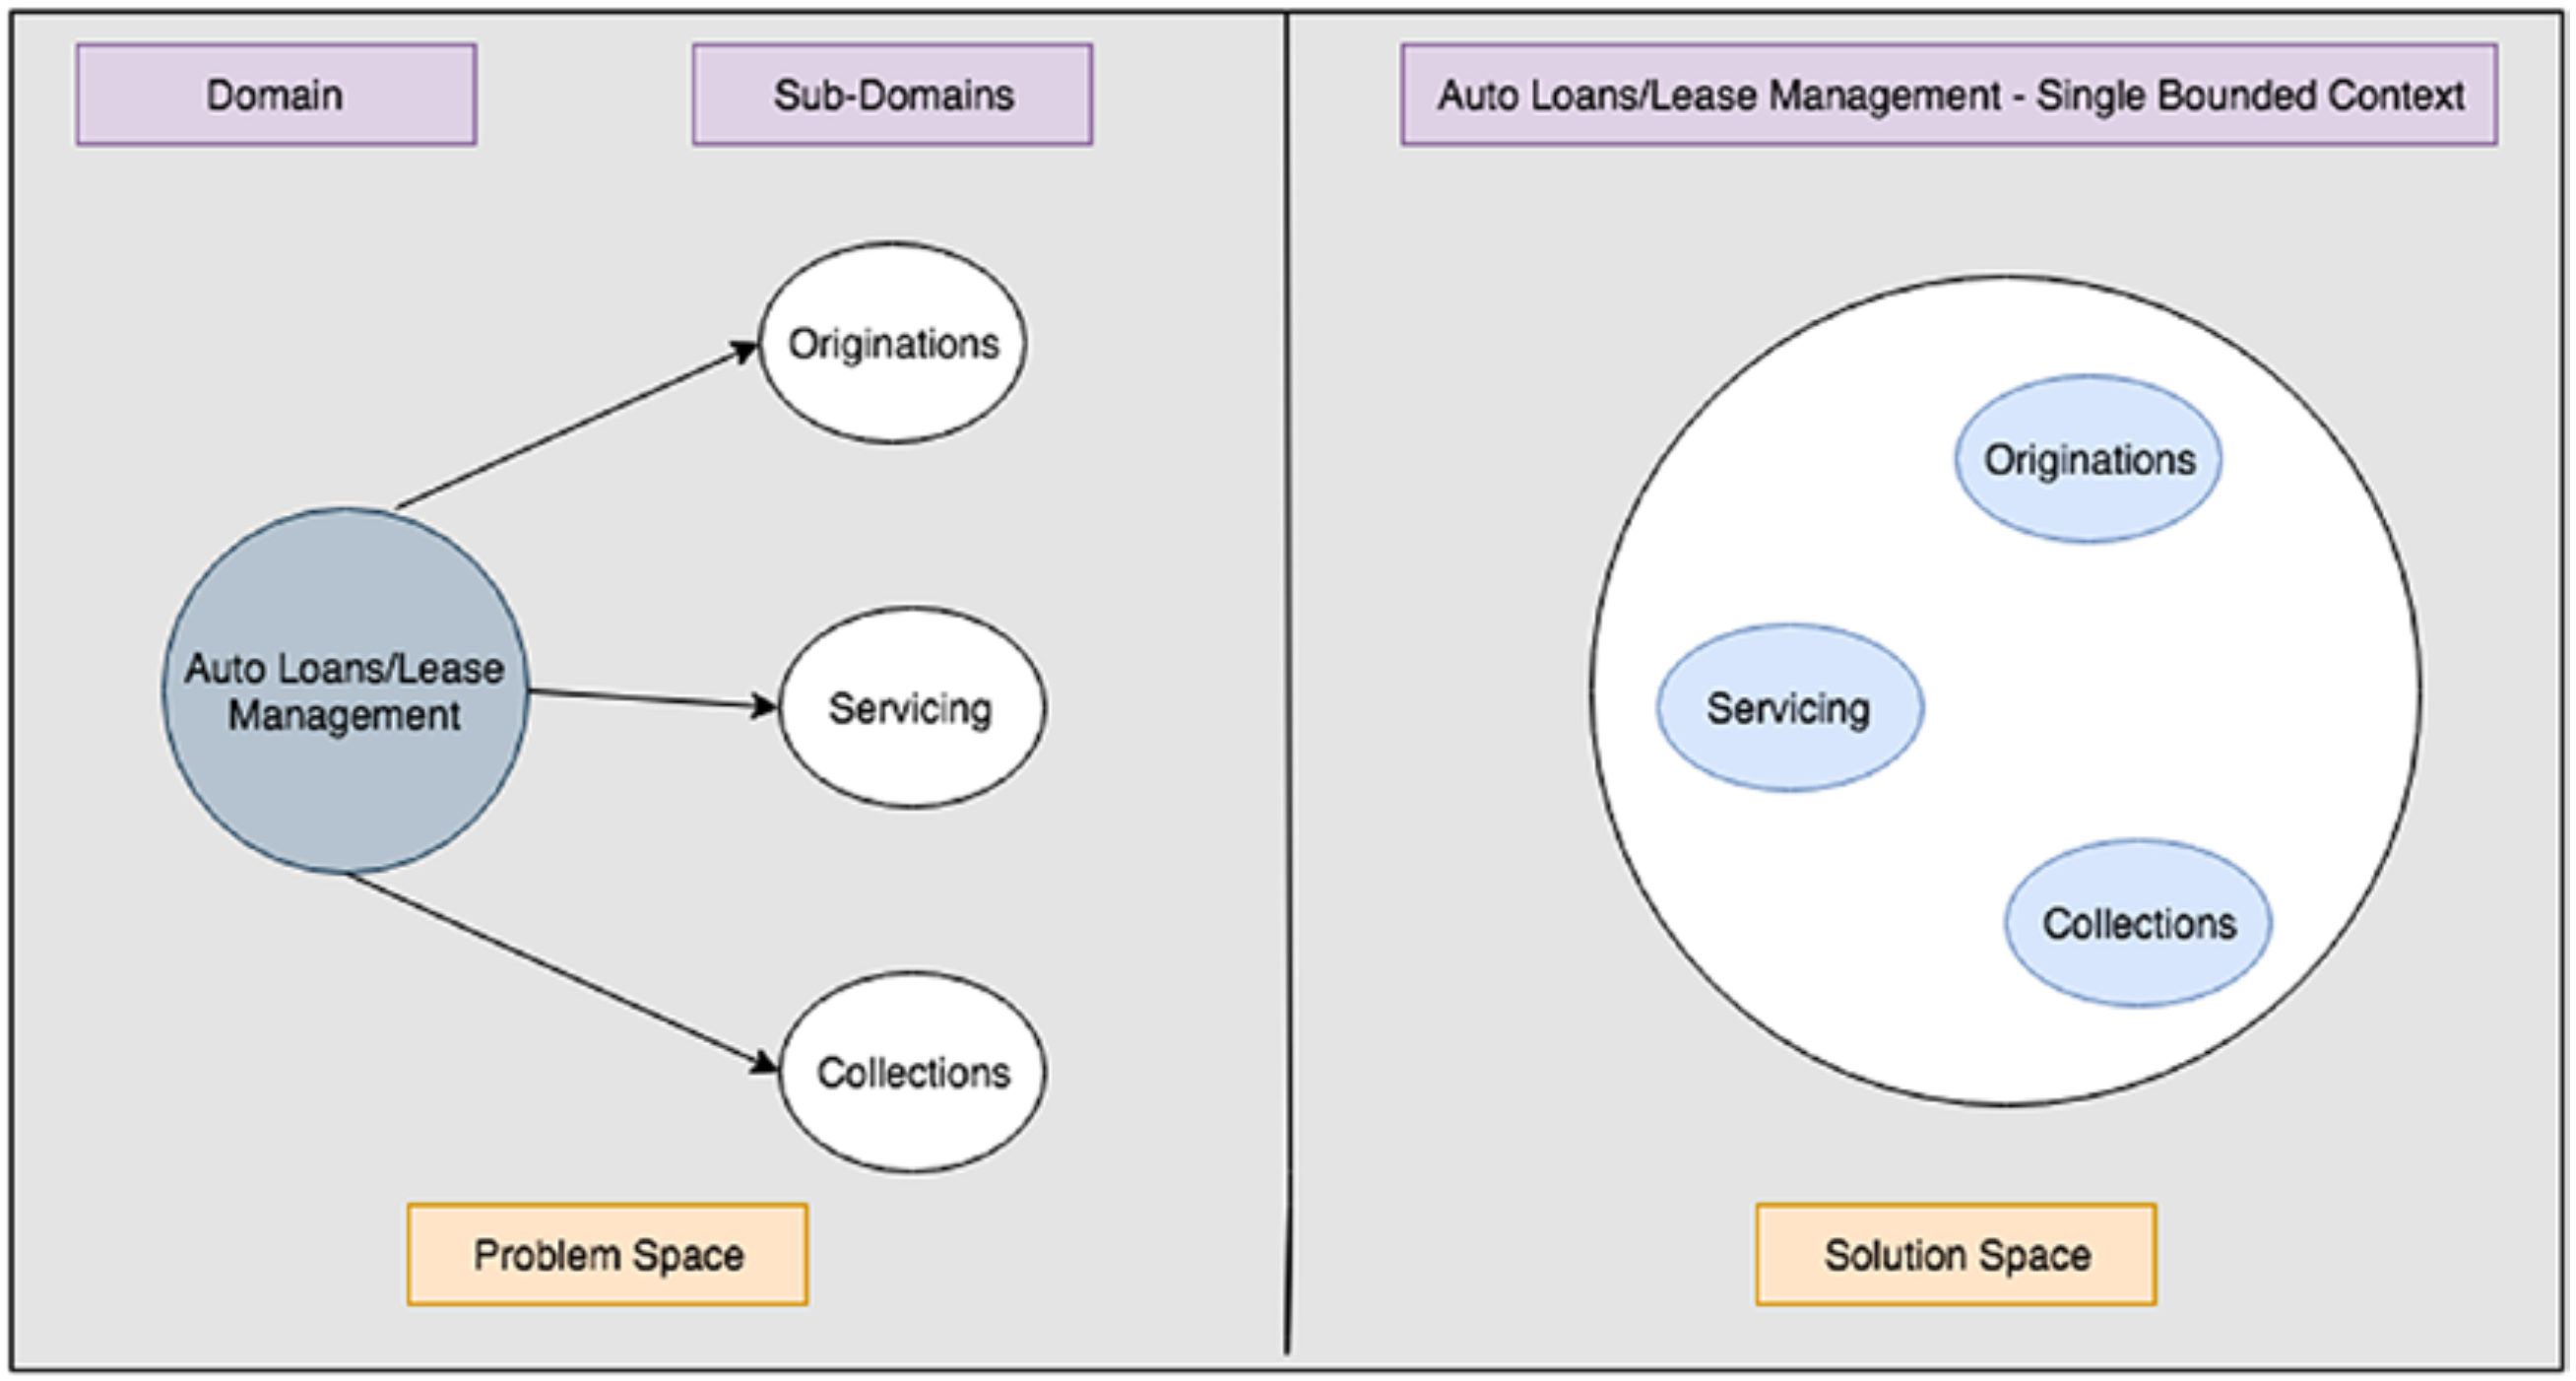 Domain
Sub-Domains
Originations
Auto Loans/Lease
Management
Servicing
Collections
Problem Space
Auto Loans/Lease Management - Single Bounded Context
Originations
Servicing
Collections
Solution Space